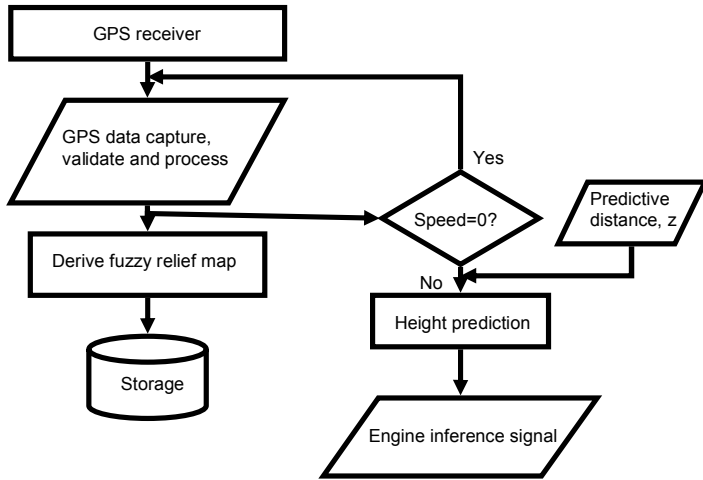 GPS receiver
GPS data capture,
validate and process
Yes
Predictive
distance, z
Speed=0?
Derive fuzzy relief map
No
Height prediction
Storage
Engine inference signal